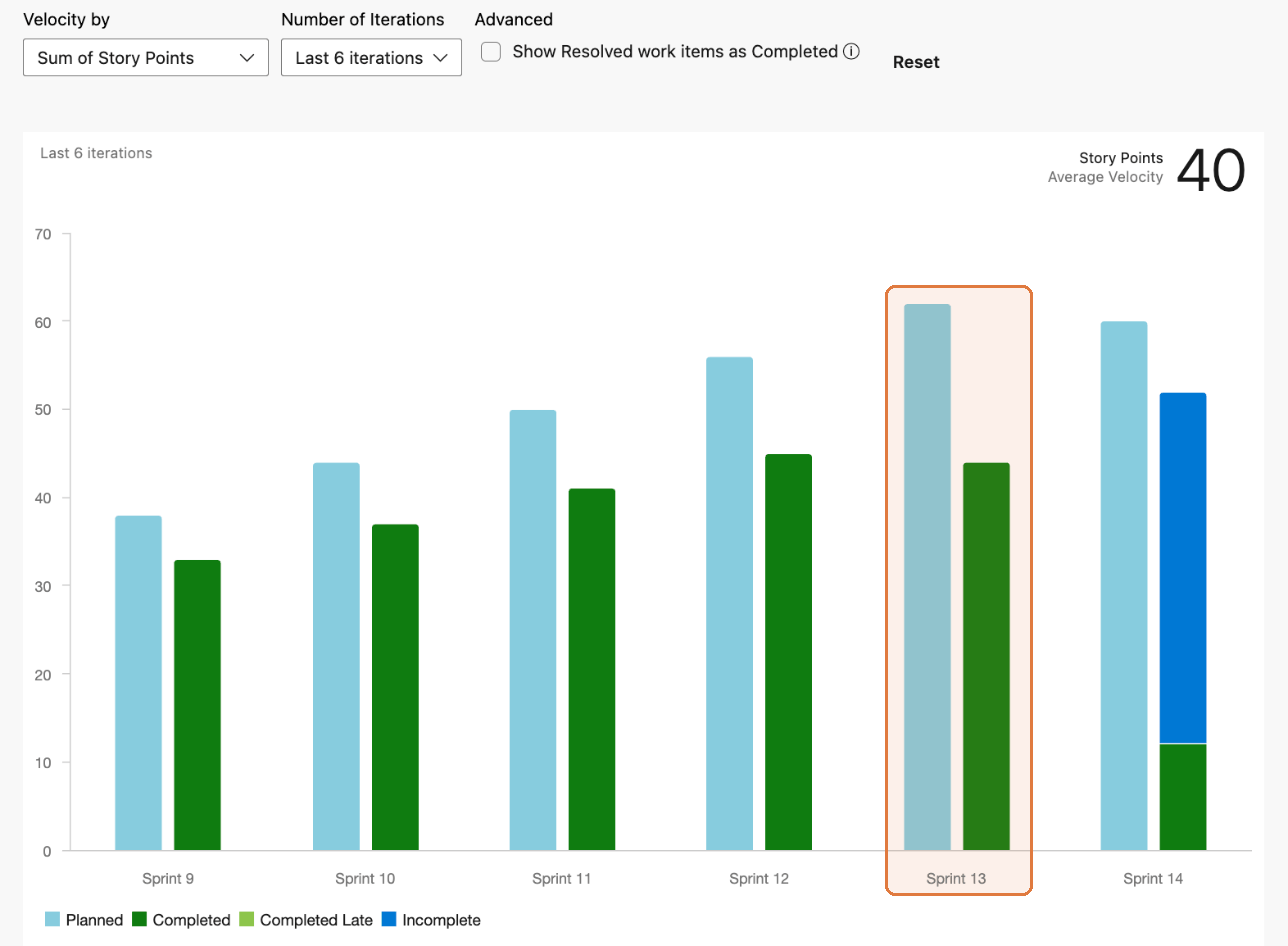 Velocity by
Number of Iterations
Advanced
Sum of Story Points
Last 6 iterations
Show Resolved work items as Completed
Reset
Last 6 iterations
Story Points
Average Velocity
40
70
60
50
40
30
20
10
0
Sprint 9
Sprint 10
Sprint 11
Sprint 12
Sprint 13
Sprint 14
Planned
Completed
Completed Late
Incomplete